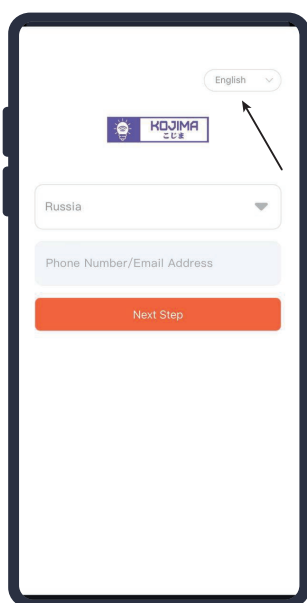 English
KOJIMA
こじま
Russia
Phone Number/Email Address
Next Step